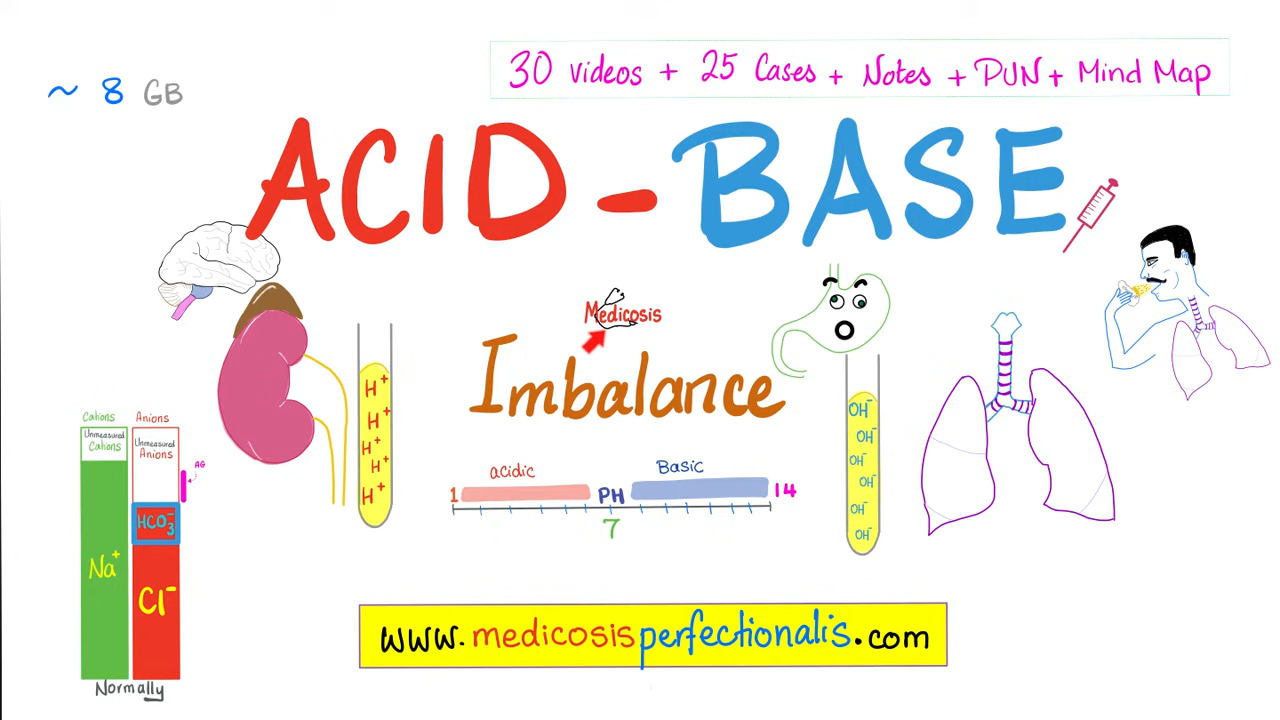 30 videos + 25 Cases + Notes + PUN + Mind Map
~ 8 GB
ACID - BASE
Medicosis
Imbalance
H+
H+
H+
H+
H+
OH-
OH-
OH-
OH-
OH-
OH-
Cations Anions
Unmeasured Cations
Unmeasured Anions
AG
HCO3-
Na+
Cl-
Normally
acidic Basic
1 PH 14
7
www.medicosisperfectionalis.com